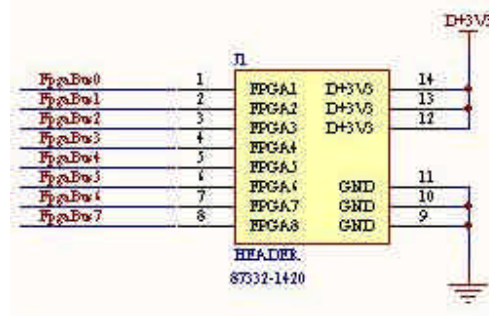 D+3V3
J1
FpgaBus0 1 FPGA1 D+3V3 14
FpgaBus1 2 FPGA2 D+3V3 13
FpgaBus2 3 FPGA3 D+3V3 12
FpgaBus3 4 FPGA4
FpgaBus4 5 FPGA5
FpgaBus5 6 FPGA6 GND 11
FpgaBus6 7 FPGA7 GND 10
FpgaBus7 8 FPGA8 GND 9
HEADER
87332-1420